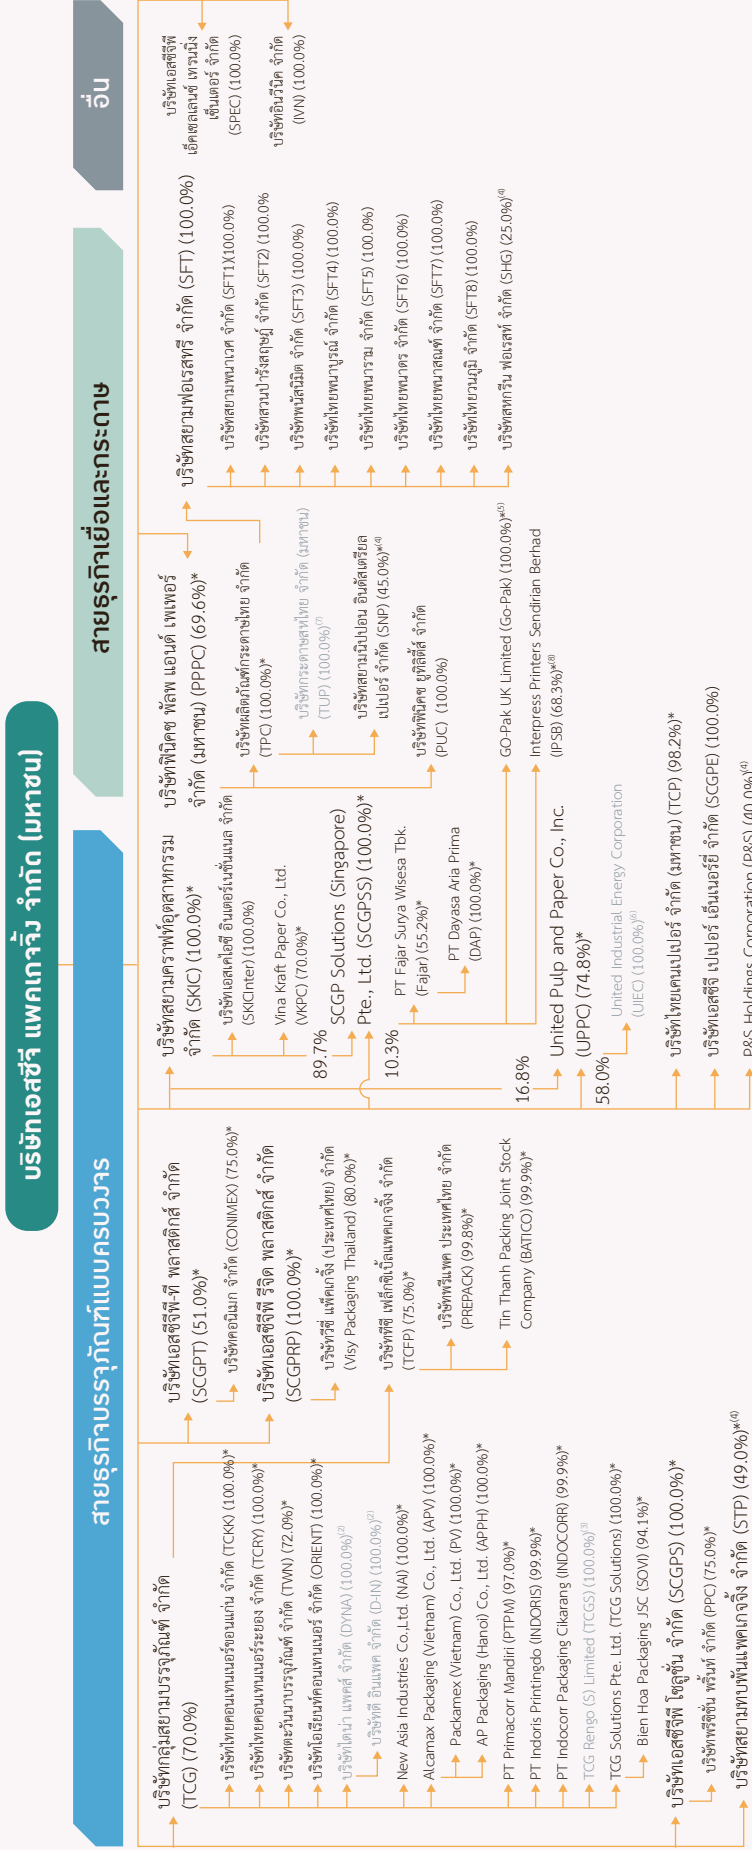 บริษัทเอสซีจี แพคเกจจิ้ง จำกัด (มหาชน)
สายธุรกิจบรรจุภัณฑ์แบบครบวงจร
บริษัทกลุ่มสยามบรรจุภัณฑ์ จำกัด
(TCG) (70.0%)
บริษัทไทยคอนเทนเนอร์ขอนแก่น จำกัด (TCKK) (100.0%)*
บริษัทไทยคอนเทนเนอร์ระยอง จำกัด (TCRY) (100.0%)*
บริษัทตะวันนาบรรจุภัณฑ์ จำกัด (TWN) (72.0%)*
บริษัทโอเรียนท์คอนเทนเนอร์ จำกัด (ORIENT) (100.0%)*
บริษัทไดน่า แพคส์ จำกัด (DYNA) (100.0%)(2)
บริษัทดี อินแพค จำกัด (D-IN) (100.0%)(2)
New Asia Industries Co.,Ltd. (NAI) (100.0%)*
Alcamax Packaging (Vietnam) Co., Ltd. (APV) (100.0%)*
Packamex (Vietnam) Co., Ltd. (PV) (100.0%)*
AP Packaging (Hanoi) Co., Ltd. (APPH) (100.0%)*
PT Primacorr Mandiri (PTPM) (97.0%)*
PT Indoris Printingdo (INDORIS) (99.9%)*
PT Indocorr Packaging Cikarang (INDOCORR) (99.9%)*
TCG Rengo (S) Limited (TCGS) (100.0%)(3)
TCG Solutions Pte. Ltd. (TCG Solutions) (100.0%)*
Bien Hoa Packaging JSC (SOVI) (94.1%)*
บริษัทเอสซีจีพี โซลูชั่น จำกัด (SCGPS) (100.0%)*
บริษัทพรีซิชั่น พริ้นท์ จำกัด (PPC) (75.0%)*
บริษัทสยามทบพันแพคเกจจิ้ง จำกัด (STP) (49.0%)*(4)
บริษัทเอสซีจีพี-ที พลาสติกส์ จำกัด
(SCGPT) (51.0%)*
บริษัทคอนิเมก จำกัด (CONIMEX) (75.0%)*
บริษัทเอสซีจีพี ริจิด พลาสติกส์ จำกัด
(SCGPRP) (100.0%)*
บริษัทวีซี่ แพ็คเกจจิ้ง (ประเทศไทย) จำกัด
(Visy Packaging Thailand) (80.0%)*
บริษัททีซี เฟล็กซิเบิ้ลแพคเกจจิ้ง จำกัด
(TCFP) (75.0%)*
บริษัทพรีแพค ประเทศไทย จำกัด
(PREPACK) (99.8%)*
Tin Thanh Packing Joint Stock
Company (BATICO) (99.9%)*
บริษัทสยามคราฟท์อุตสาหกรรม
จำกัด (SKIC) (100.0%)*
บริษัทเอสเคไอซี อินเตอร์เนชั่นแนล จำกัด
(SKICInter) (100.0%)
Vina Kraft Paper Co., Ltd.
(VKPC) (70.0%)*
89.7%
SCGP Solutions (Singapore)
Pte., Ltd. (SCGPSS) (100.0%)*
10.3%
PT Fajar Surya Wisesa Tbk.
(Fajar) (55.2%)*
PT Dayasa Aria Prima
(DAP) (100.0%)*
GO-Pak UK Limited (Go-Pak) (100.0%)*(5)
Interpress Printers Sendirian Berhad
(IPSB) (68.3%)*(8)
16.8%
United Pulp and Paper Co., Inc.
(UPPC) (74.8%)*
58.0%
United Industrial Energy Corporation
(UIEC) (100.0%)(6)
บริษัทไทยเคนเปเปอร์ จำกัด (มหาชน) (TCP) (98.2%)*
บริษัทเอสซีจี เปเปอร์ เอ็นเนอร์ยี่ จำกัด (SCGPE) (100.0%)
P&S Holdings Corporation (P&S) (40.0%)(4)
สายธุรกิจเยื่อและกระดาษ
บริษัทฟินิคซ พัลพ แอนด์ เพเพอร์
จำกัด (มหาชน) (PPPC) (69.6%)*
บริษัทผลิตภัณฑ์กระดาษไทย จำกัด
(TPC) (100.0%)*
บริษัทกระดาษสหไทย จำกัด (มหาชน)
(TUP) (100.0%)(7)
บริษัทสยามนิปปอน อินดัสเตรียล
เปเปอร์ จำกัด (SNP) (45.0%)*(4)
บริษัทฟินิคซ ยูทิลิตี้ส์ จำกัด
(PUC) (100.0%)
บริษัทสยามฟอเรสทรี จำกัด (SFT) (100.0%)
บริษัทสยามพนาเวศ จำกัด (SFT1)(100.0%)
บริษัทสวนป่ารังสฤษฎ์ จำกัด (SFT2) (100.0%
บริษัทพนัสนิมิต จำกัด (SFT3) (100.0%)
บริษัทไทยพนาบูรณ์ จำกัด (SFT4) (100.0%)
บริษัทไทยพนาราม จำกัด (SFT5) (100.0%)
บริษัทไทยพนาดร จำกัด (SFT6) (100.0%)
บริษัทไทยพนาสณฑ์ จำกัด (SFT7) (100.0%)
บริษัทไทยวนภูมิ จำกัด (SFT8) (100.0%)
บริษัทสหกรีน ฟอเรสท์ จำกัด (SHG) (25.0%)(4)
อื่น
บริษัทเอสซีจีพี
เอ็คเซลเลนซ์ เทรนนิ่ง
เซ็นเตอร์ จำกัด
(SPEC) (100.0%)
บริษัทอินวีนิค จำกัด
(IVN) (100.0%)